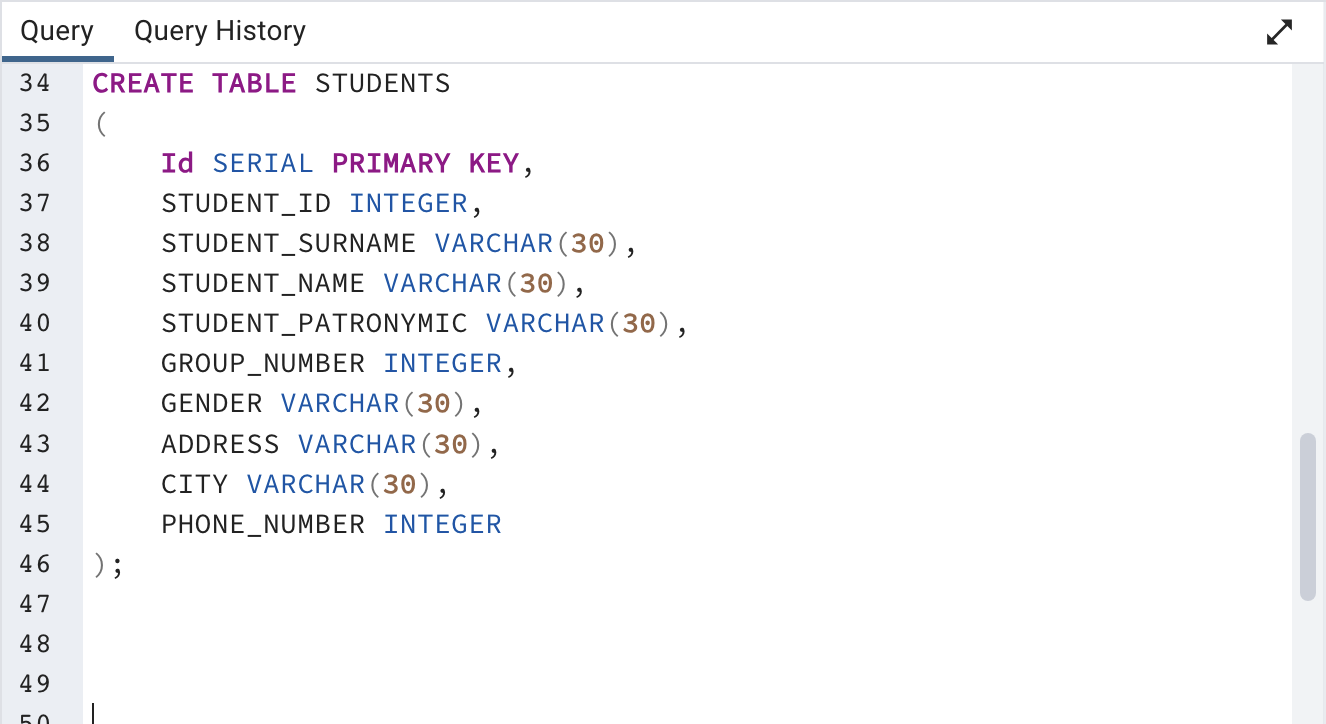 Query Query History
34 CREATE TABLE STUDENTS
35 (
36 Id SERIAL PRIMARY KEY,
37 STUDENT_ID INTEGER,
38 STUDENT_SURNAME VARCHAR(30),
39 STUDENT_NAME VARCHAR(30),
40 STUDENT_PATRONYMIC VARCHAR(30),
41 GROUP_NUMBER INTEGER,
42 GENDER VARCHAR(30),
43 ADDRESS VARCHAR(30),
44 CITY VARCHAR(30),
45 PHONE_NUMBER INTEGER
46 );
47
48
49
50